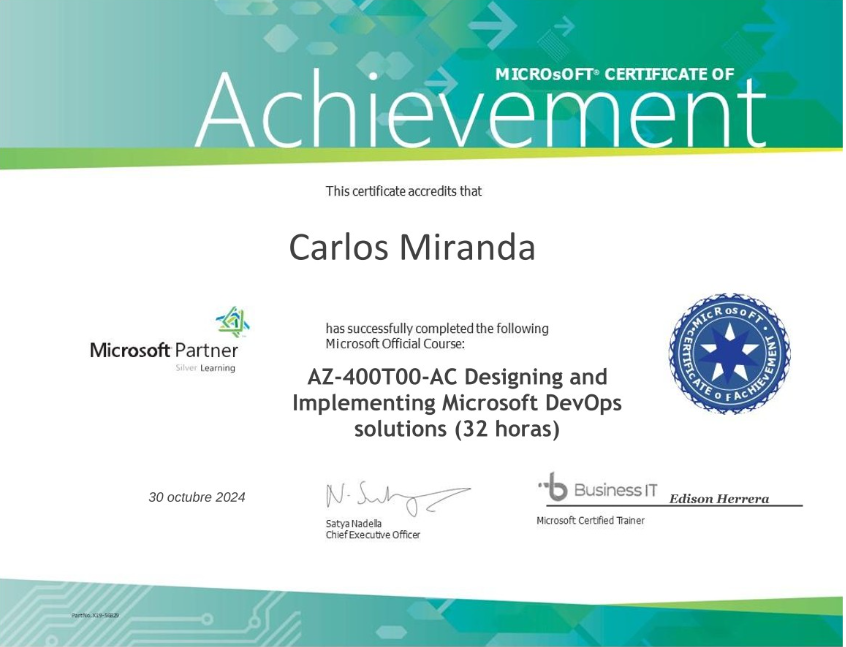 MICROsOFT® CERTIFICATE OF
Achievement
This certificate accredits that
Carlos Miranda
has successfully completed the following
Microsoft Official Course:
AZ-400T00-AC Designing and
Implementing Microsoft DevOps
solutions (32 horas)
Microsoft Partner
Silver Learning
MICRosoFT
CERTIFICATE oF ACHIEVEMENT
30 octubre 2024
Satya Nadella
Chief Executive Officer
Business IT
Edison Herrera
Microsoft Certified Trainer